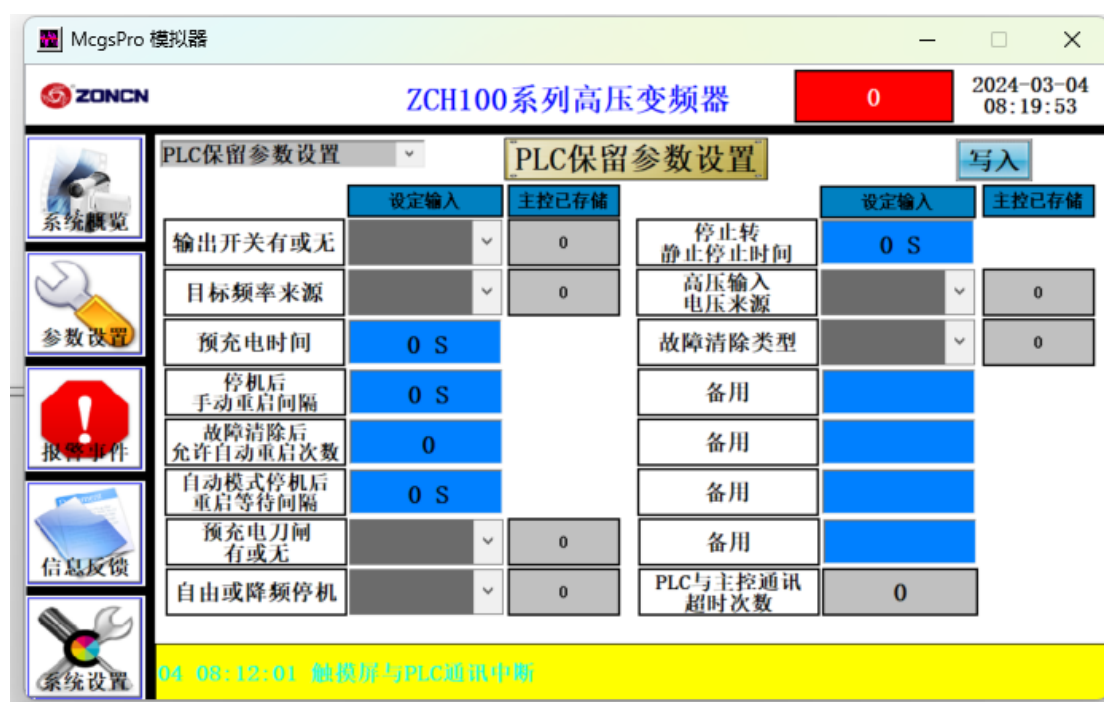 McgsPro 模拟器
ZONCN
ZCH100系列高压变频器
0
2024-03-04
08:19:53
PLC保留参数设置
PLC保留参数设置
写入
设定输入
主控已存储
设定输入
主控已存储
系统概览
输出开关有或无
0
停止转
静止停止时间
0 S
目标频率来源
0
高压输入
电压来源
0
参数设置
预充电时间
0 S
故障清除类型
0
停机后
手动重启间隔
0 S
备用
报警事件
故障清除后
允许自动重启次数
0
备用
自动模式停机后
重启等待间隔
0 S
备用
信息反馈
预充电刀闸
有或无
0
备用
自由或降频停机
0
PLC与主控通讯
超时次数
0
系统设置
04 08:12:01 触摸屏与PLC通讯中断